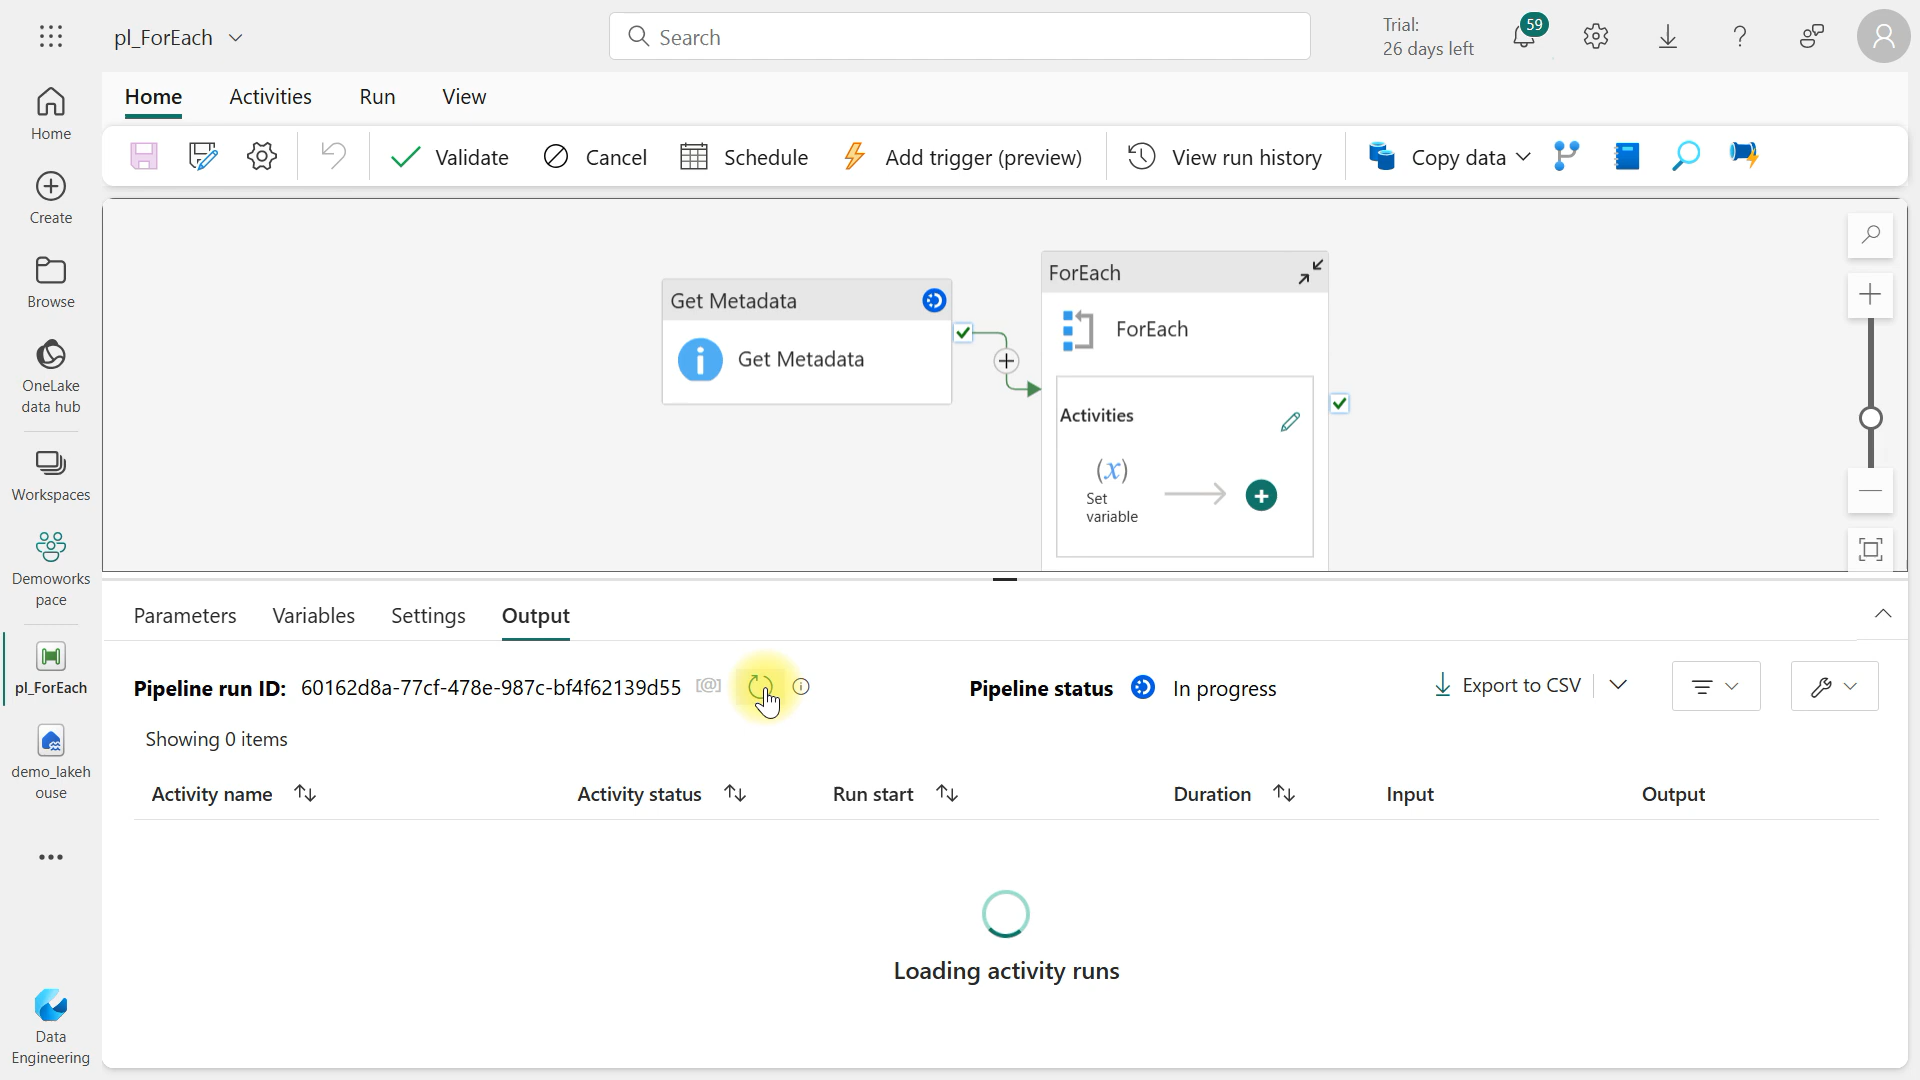 pl_ForEach
Search
Trial:
26 days left
59
Home
Activities
Run
View
Validate
Cancel
Schedule
Add trigger (preview)
View run history
Copy data
Home
Create
Browse
OneLake
data hub
Workspaces
Demoworks
pace
pl_ForEach
demo_lakeh
ouse
Data
Engineering
Get Metadata
Get Metadata
ForEach
ForEach
Activities
(x)
Set
variable
Parameters
Variables
Settings
Output
Pipeline run ID: 60162d8a-77cf-478e-987c-bf4f62139d55
[@]
Pipeline status
In progress
Export to CSV
Showing 0 items
Activity name
Activity status
Run start
Duration
Input
Output
Loading activity runs